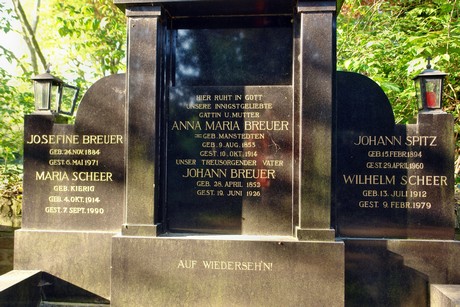 JOSEFINE BREUER
GEB. 24. NOV. 1884
GEST. 6. MAI 1971
MARIA SCHEER
GEB. KIERIG
GEB. 4. OKT. 1914
GEST. 7. SEPT. 1990
HIER RUHT IN GOTT
UNSERE INNIGSTGELIEBTE
GATTIN U. MUTTER
ANNA MARIA BREUER
GEB. MANSTEDTEN
GEB. 9. AUG. 1853
GEST. 10. OKT. 1914
UNSER TREUSORGENDER VATER
JOHANN BREUER
GEB. 28. APRIL 1852
GEST. 19. JUNI 1926
AUF WIEDERSEH'N!
JOHANN SPITZ
GEB. 15. FEBR. 1894
GEST. 29. APRIL 1960
WILHELM SCHEER
GEB. 13. JULI 1912
GEST. 9. FEBR. 1979